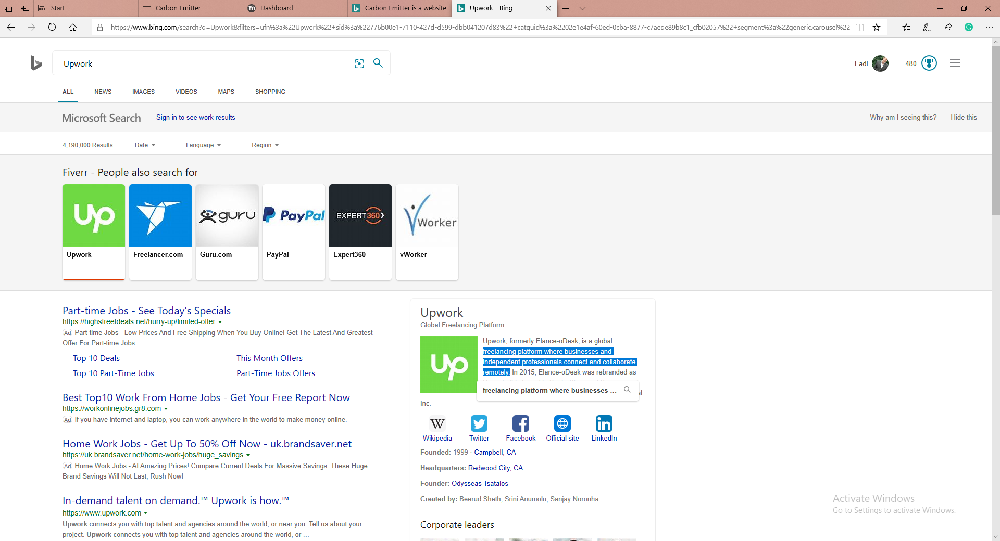 Start
Carbon Emitter
Dashboard
Carbon Emitter is a website
Upwork - Bing
https://www.bing.com/search?q=Upwork&filters=ufn%3a%22Upwork%22+sid%3a%22776b00e1-7110-427d-d599-dbb041207d83%22+catguid%3a%2202e1e4af-60ed-0cba-8877-c7aede89b8c1_cfb02057%22+segment%3a%22generic.carousel%22
Upwork
Fadi
480
ALL NEWS IMAGES VIDEOS MAPS SHOPPING
Microsoft Search Sign in to see work results Why am I seeing this? Hide this
4,190,000 Results Date Language Region
Fiverr - People also search for
up
guru
PayPal
EXPERT360
vWorker
Upwork
Freelancer.com
Guru.com
PayPal
Expert360
vWorker
Part-time Jobs - See Today's Specials
https://highstreetdeals.net/hurry-up/limited-offer
Ad Part-time Jobs - Low Prices And Free Shipping When You Buy Online! Get The Latest And Greatest
Offer For Part-time Jobs
Top 10 Deals This Month Offers
Top 10 Part-Time Jobs Part-Time Jobs Offers
Best Top10 Work From Home Jobs - Get Your Free Report Now
https://workonlinejobs.gr8.com
Ad If you have internet and laptop, you can work anywhere in the world to make money online.
Home Work Jobs - Get Up To 50% Off Now - uk.brandsaver.net
https://uk.brandsaver.net/home-work-jobs/huge_savings
Ad Home Work Jobs - At Amazing Prices! Compare Current Deals For Massive Savings. These Huge
Brand Savings Will Not Last, Rush Now!
In-demand talent on demand.™ Upwork is how.™
https://www.upwork.com
Upwork connects you with top talent and agencies around the world, or near you. Tell us about your
project. Upwork connects you with top talent and agencies around the world, or ...
Upwork
Global Freelancing Platform
up
Upwork, formerly Elance-oDesk, is a global
freelancing platform where businesses and
independent professionals connect and collaborate
remotely. In 2015, Elance-oDesk was rebranded as
freelancing platform where businesses ...
Inc.
W
Wikipedia Twitter Facebook Official site LinkedIn
Founded: 1999 · Campbell, CA
Headquarters: Redwood City, CA
Founder: Odysseas Tsatalos
Created by: Beerud Sheth, Srini Anumolu, Sanjay Noronha
Corporate leaders
Activate Windows
Go to Settings to activate Windows.